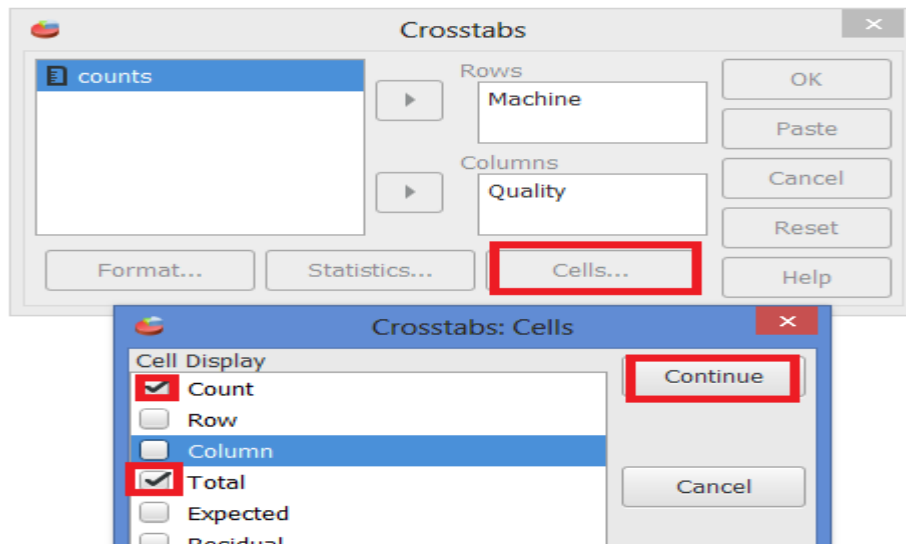 Crosstabs
counts
Rows
Machine
Columns
Quality
OK
Paste
Cancel
Reset
Help
Format...
Statistics...
Cells...
Crosstabs: Cells
Cell Display
Count
Row
Column
Total
Expected
Residual
Continue
Cancel